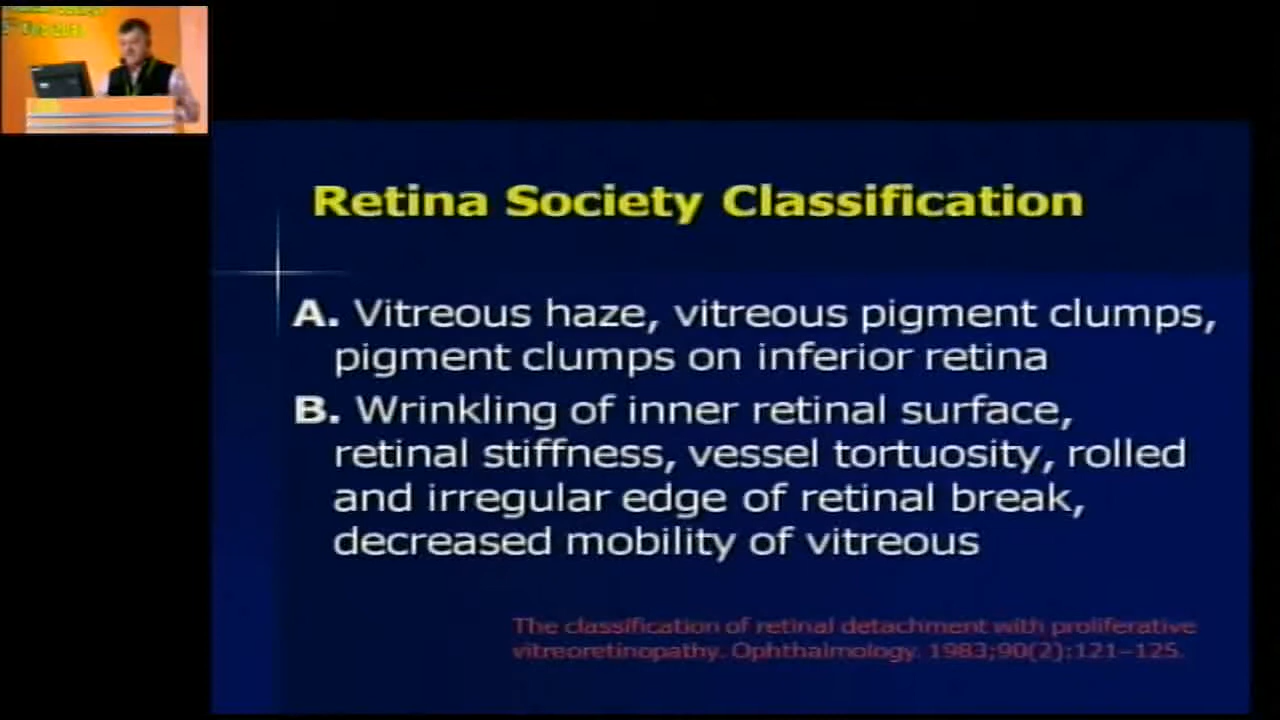 Retina Society Classification
A. Vitreous haze, vitreous pigment clumps,
pigment clumps on inferior retina
B. Wrinkling of inner retinal surface,
retinal stiffness, vessel tortuosity, rolled
and irregular edge of retinal break,
decreased mobility of vitreous
The classification of retinal detachment with proliferative
vitreoretinopathy. Ophthalmology. 1983;90(2):121–125.